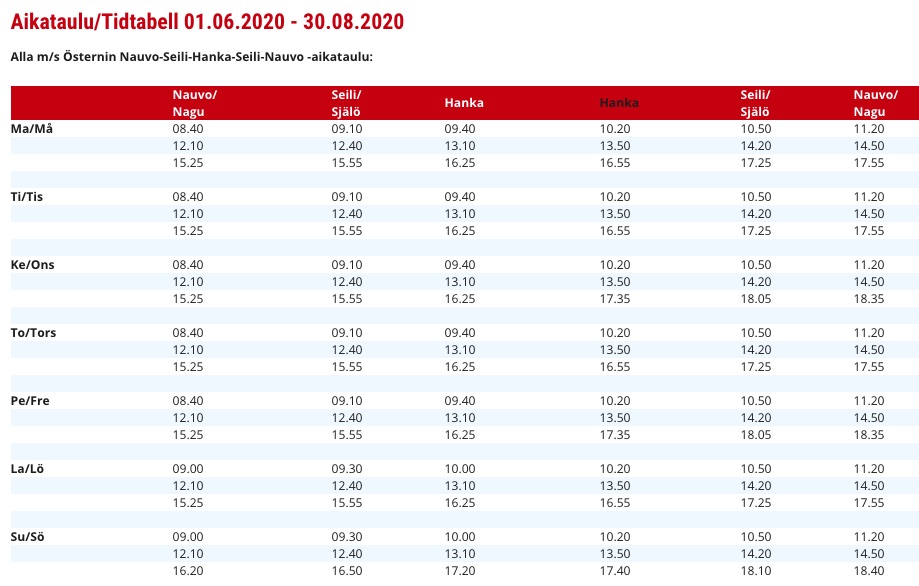 Aikataulu/Tidtabell 01.06.2020 - 30.08.2020
Alla m/s Östernin Nauvo-Seili-Hanka-Seili-Nauvo -aikataulu:
Nauvo/ Nagu Seili/ Själö Hanka Hanka Seili/ Själö Nauvo/ Nagu
Ma/Må 08.40 09.10 09.40 10.20 10.50 11.20
12.10 12.40 13.10 13.50 14.20 14.50
15.25 15.55 16.25 16.55 17.25 17.55
Ti/Tis 08.40 09.10 09.40 10.20 10.50 11.20
12.10 12.40 13.10 13.50 14.20 14.50
15.25 15.55 16.25 16.55 17.25 17.55
Ke/Ons 08.40 09.10 09.40 10.20 10.50 11.20
12.10 12.40 13.10 13.50 14.20 14.50
15.25 15.55 16.25 17.35 18.05 18.35
To/Tors 08.40 09.10 09.40 10.20 10.50 11.20
12.10 12.40 13.10 13.50 14.20 14.50
15.25 15.55 16.25 16.55 17.25 17.55
Pe/Fre 08.40 09.10 09.40 10.20 10.50 11.20
12.10 12.40 13.10 13.50 14.20 14.50
15.25 15.55 16.25 17.35 18.05 18.35
La/Lö 09.00 09.30 10.00 10.20 10.50 11.20
12.10 12.40 13.10 13.50 14.20 14.50
15.25 15.55 16.25 16.55 17.25 17.55
Su/Sö 09.00 09.30 10.00 10.20 10.50 11.20
12.10 12.40 13.10 13.50 14.20 14.50
16.20 16.50 17.20 17.40 18.10 18.40